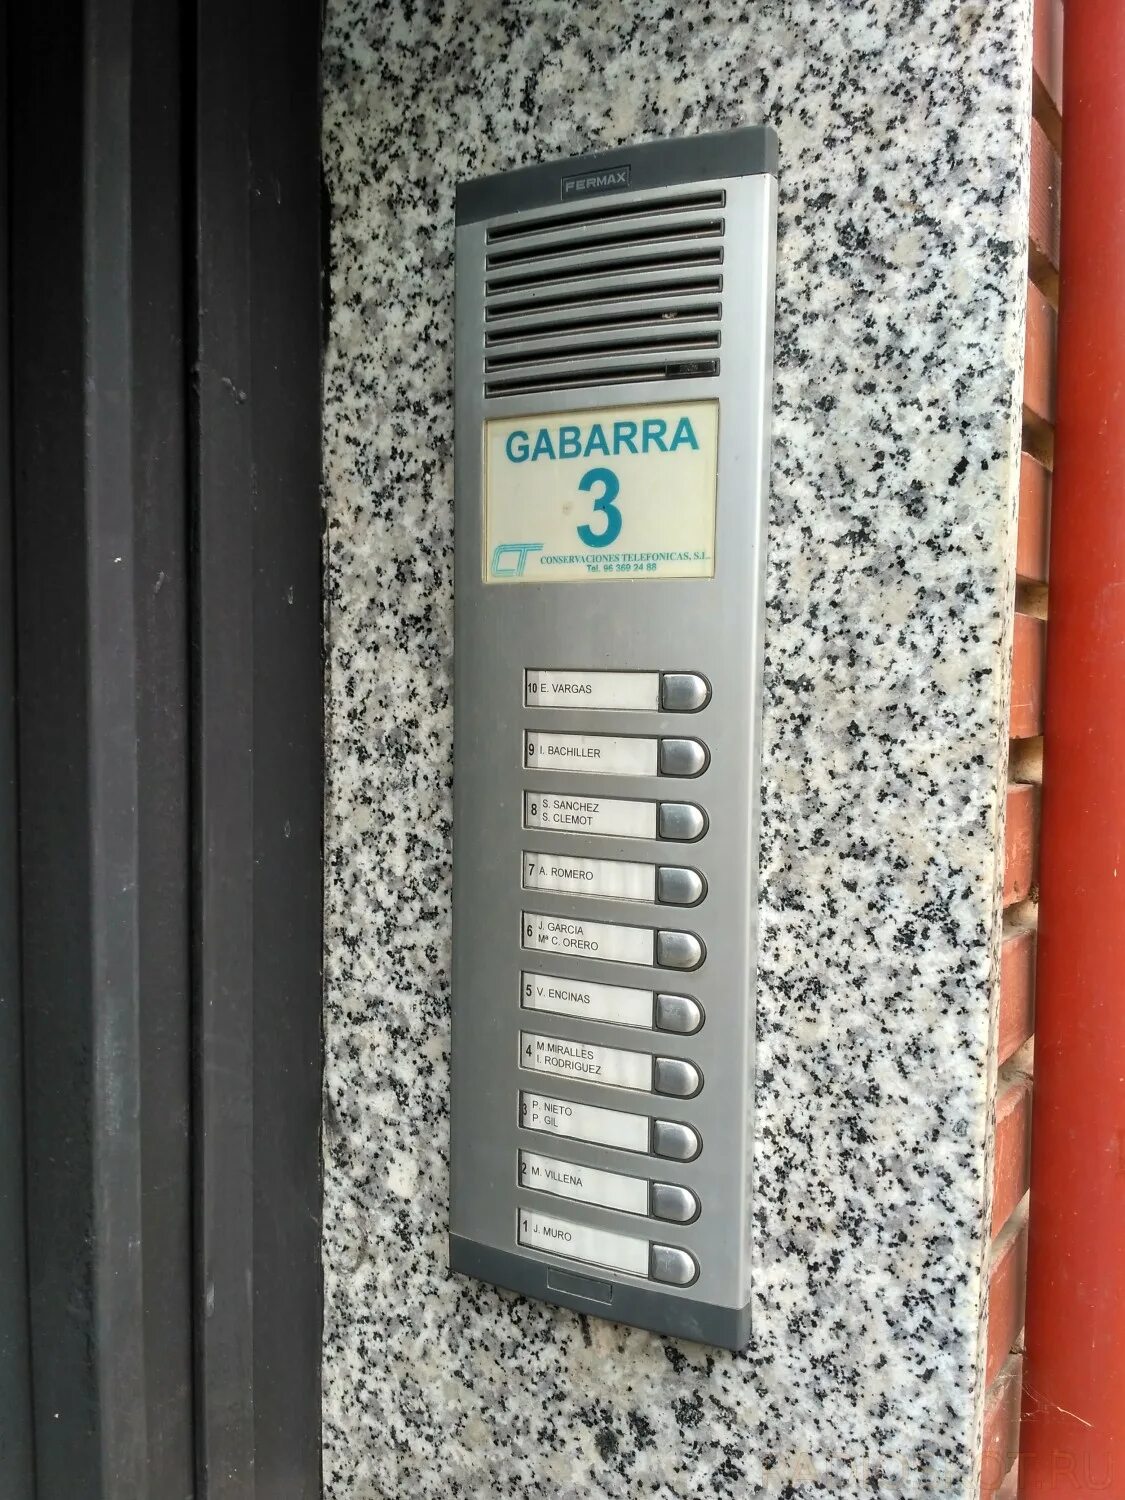 FERMAX
GABARRA
3
CT CONSERVACIONES TELEFONICAS, S.L.
Tel. 96 369 24 88
10 E. VARGAS
9 I. BACHILLER
8 S. SANCHEZ
S. CLEMOT
7 A. ROMERO
6 J. GARCIA
Mª C. ORERO
5 V. ENCINAS
4 M.MIRALLES
I. RODRIGUEZ
3 P. NIETO
P. GIL
2 M. VILLENA
1 J. MURO